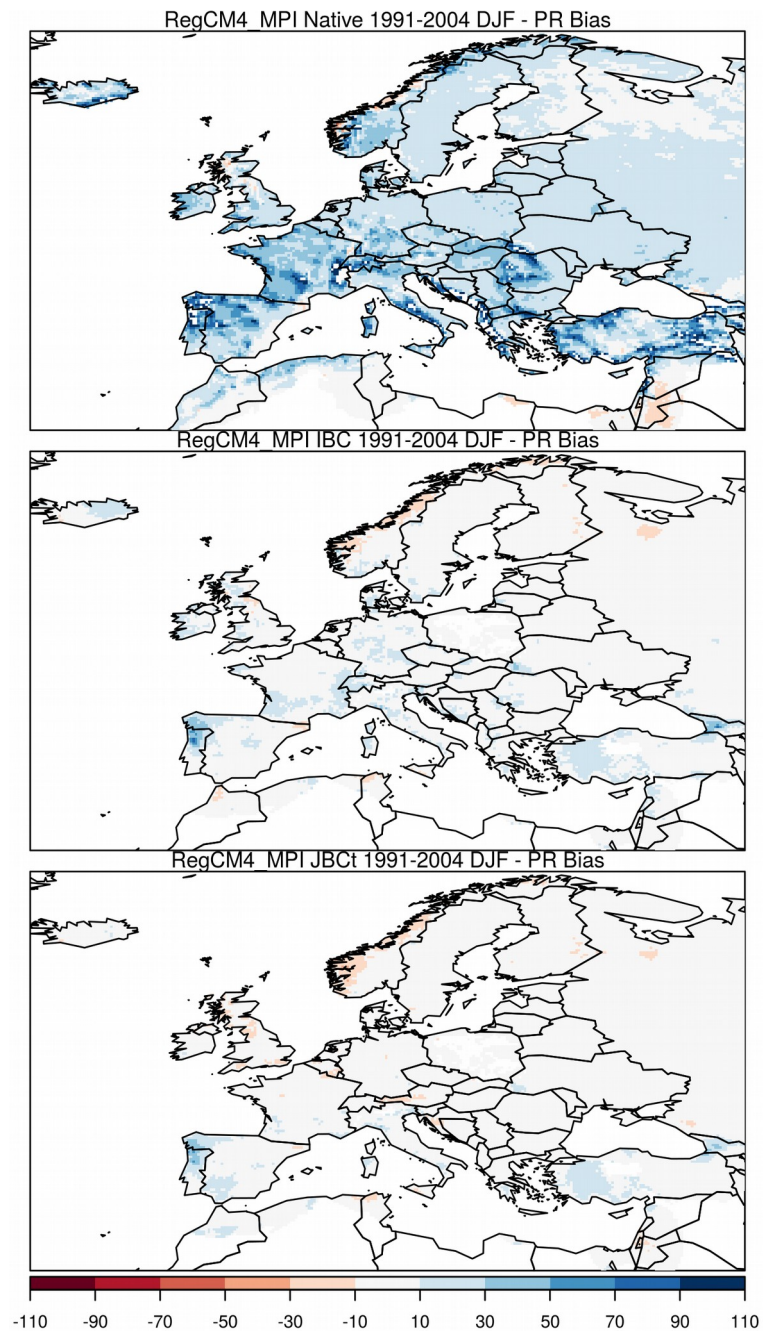 RegCM4_MPI Native 1991-2004 DJF - PR Bias
RegCM4_MPI IBC 1991-2004 DJF - PR Bias
RegCM4_MPI JBCt 1991-2004 DJF - PR Bias
-110 -90 -70 -50 -30 -10 10 30 50 70 90 110